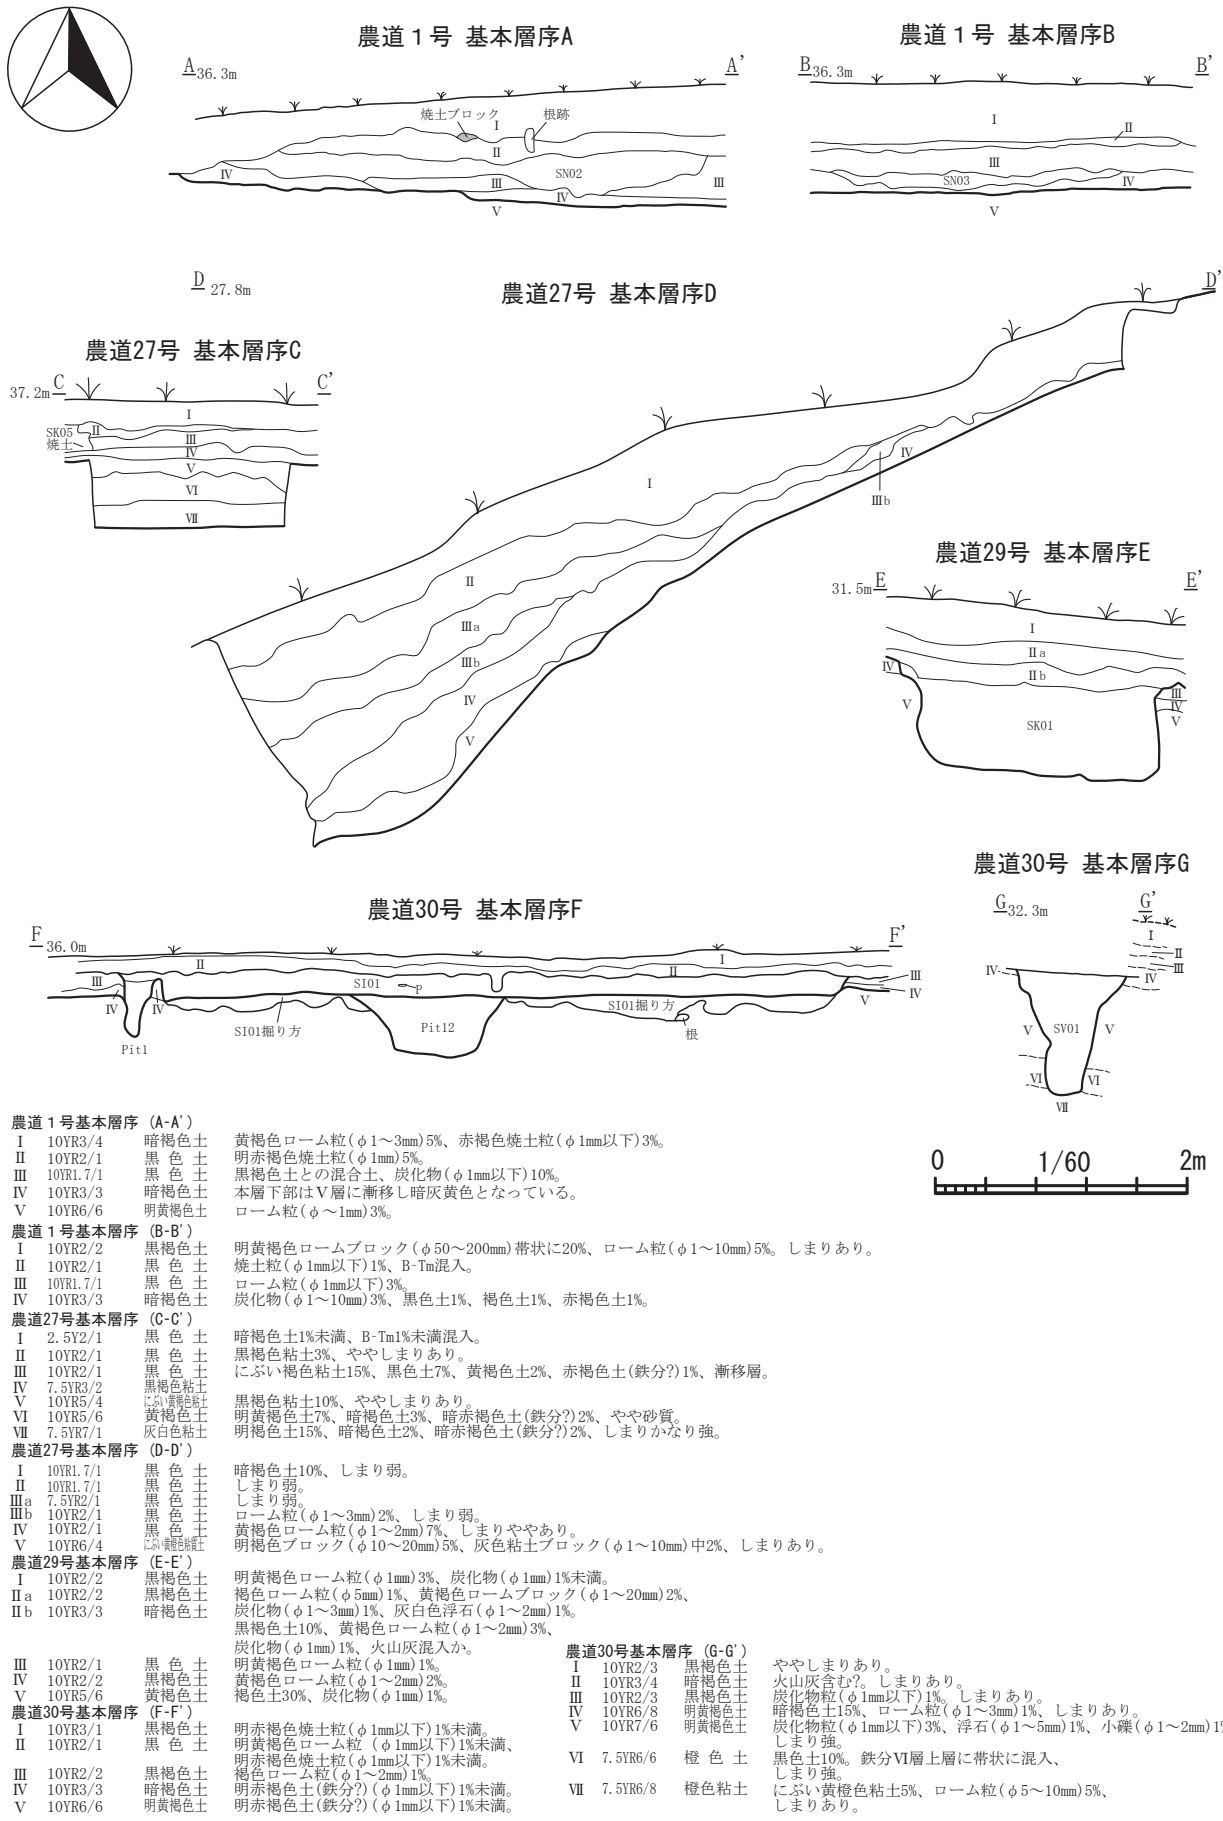 農道１号 基本層序A
A 36.3m A'
焼土ブロック 根跡
Ⅰ
Ⅱ
Ⅳ Ⅲ SN02 Ⅲ
Ⅳ
Ⅴ
農道１号 基本層序B
B 36.3m B'
Ⅰ
Ⅱ
Ⅲ
SN03 Ⅳ
Ⅴ
農道27号 基本層序D
D 27.8m D'
Ⅰ
Ⅱ
Ⅲa
Ⅲb
Ⅳ
Ⅴ
Ⅳ
Ⅲb
農道27号 基本層序C
37.2m C C'
Ⅰ
SK05 Ⅱ
焼土 Ⅲ
Ⅳ
Ⅴ
Ⅵ
Ⅶ
農道29号 基本層序E
31.5m E E'
Ⅰ
Ⅱa
Ⅳ Ⅱb
Ⅲ
Ⅴ Ⅳ
SK01 Ⅴ
農道30号 基本層序F
F 36.0m F'
Ⅱ Ⅱ Ⅰ
Ⅲ SI01 P Ⅲ
Ⅳ Ⅳ Ⅴ Ⅳ
SI01掘り方 Pit12 SI01掘り方
Pit1 根
農道30号 基本層序G
G 32.3m G'
Ⅰ
Ⅱ
Ⅲ
Ⅳ Ⅳ
Ⅴ SV01 Ⅴ
Ⅵ Ⅵ
Ⅶ
0 1/60 2m
農道１号基本層序 (A-A')
Ⅰ 10YR3/4 暗褐色土 黄褐色ローム粒(φ1～3mm)5%、赤褐色焼土粒(φ1mm以下)3%。
Ⅱ 10YR2/1 黒色土 明赤褐色焼土粒(φ1mm)5%。
Ⅲ 10YR1.7/1 黒色土 黒褐色土との混合土、炭化物(φ1mm以下)10%。
Ⅳ 10YR3/3 暗褐色土 本層下部はⅤ層に漸移し暗灰黄色となっている。
Ⅴ 10YR6/6 明黄褐色土 ローム粒(φ～1mm)3%。
農道１号基本層序 (B-B')
Ⅰ 10YR2/2 黒褐色土 明黄褐色ロームブロック(φ50～200mm)帯状に20%、ローム粒(φ1～10mm)5%。しまりあり。
Ⅱ 10YR2/1 黒色土 焼土粒(φ1mm以下)1%、B-Tm混入。
Ⅲ 10YR1.7/1 黒色土 ローム粒(φ1mm以下)3%。
Ⅳ 10YR3/3 暗褐色土 炭化物(φ1～10mm)3%、黒色土1%、褐色土1%、赤褐色土1%。
農道27号基本層序 (C-C')
Ⅰ 2.5Y2/1 黒色土 暗褐色土1%未満、B-Tm1%未満混入。
Ⅱ 10YR2/1 黒色土 黒褐色粘土3%、ややしまりあり。
Ⅲ 10YR2/1 黒色土 にぶい褐色粘土15%、黒色土7%、黄褐色土2%、赤褐色土(鉄分?)1%、漸移層。
Ⅳ 7.5YR3/2 黒褐色粘土
Ⅴ 10YR5/4 にぶい黄褐色粘土 黒褐色粘土10%、ややしまりあり。
Ⅵ 10YR5/6 黄褐色土 明黄褐色土7%、暗褐色土3%、暗赤褐色土(鉄分?)2%、やや砂質。
Ⅶ 7.5YR7/1 灰白色粘土 明褐色土15%、暗褐色土2%、暗赤褐色土(鉄分?)2%、しまりかなり強。
農道27号基本層序 (D-D')
Ⅰ 10YR1.7/1 黒色土 暗褐色土10%、しまり弱。
Ⅱ 10YR1.7/1 黒色土 しまり弱。
Ⅲa 7.5YR2/1 黒色土 しまり弱。
Ⅲb 10YR2/1 黒色土 ローム粒(φ1～3mm)2%、しまり弱。
Ⅳ 10YR2/1 黒色土 黄褐色ローム粒(φ1～2mm)7%、しまりややあり。
Ⅴ 10YR6/4 にぶい黄橙色粘質土 明褐色ブロック(φ10～20mm)5%、灰色粘土ブロック(φ1～10mm)中2%、しまりあり。
農道29号基本層序 (E-E')
Ⅰ 10YR2/2 黒褐色土 明黄褐色ローム粒(φ1mm)3%、炭化物(φ1mm)1%未満。
Ⅱa 10YR2/2 黒褐色土 褐色ローム粒(φ5mm)1%、黄褐色ロームブロック(φ1～20mm)2%、
Ⅱb 10YR3/3 暗褐色土 炭化物(φ1～3mm)1%、灰白色浮石(φ1～2mm)1%。
黒褐色土10%、黄褐色ローム粒(φ1～2mm)3%、
炭化物(φ1mm)1%、火山灰混入か。
Ⅲ 10YR2/1 黒色土 明黄褐色ローム粒(φ1mm)1%。
Ⅳ 10YR2/2 黒褐色土 黄褐色ローム粒(φ1～2mm)2%。
Ⅴ 10YR5/6 黄褐色土 褐色土30%、炭化物(φ1mm)1%。
農道30号基本層序 (F-F')
Ⅰ 10YR3/1 黒褐色土 明赤褐色焼土粒(φ1mm以下)1%未満。
Ⅱ 10YR2/1 黒色土 明黄褐色ローム粒 (φ1mm以下)1%未満、
明赤褐色焼土粒(φ1mm以下)1%未満。
Ⅲ 10YR2/2 黒褐色土 褐色ローム粒(φ1～2mm)1%。
Ⅳ 10YR3/3 暗褐色土 明赤褐色土(鉄分?)(φ1mm以下)1%未満。
Ⅴ 10YR6/6 明黄褐色土 明赤褐色土(鉄分?)(φ1mm以下)1%未満。
農道30号基本層序 (G-G')
Ⅰ 10YR2/3 黒褐色土 ややしまりあり。
Ⅱ 10YR3/4 暗褐色土 火山灰含む?。しまりあり。
Ⅲ 10YR2/3 黒褐色土 炭化物粒(φ1mm以下)1%。しまりあり。
Ⅳ 10YR6/8 明黄褐色土 暗褐色土15%、ローム粒(φ1～3mm)1%、しまりあり。
Ⅴ 10YR7/6 明黄褐色土 炭化物粒(φ1mm以下)3%、浮石(φ1～5mm)1%、小礫(φ1～2mm)1%
しまり強。
Ⅵ 7.5YR6/6 橙色土 黒色土10%。鉄分Ⅵ層上層に帯状に混入、
しまり強。
Ⅶ 7.5YR6/8 橙色粘土 にぶい黄橙色粘土5%、ローム粒(φ5～10mm)5%、
しまりあり。